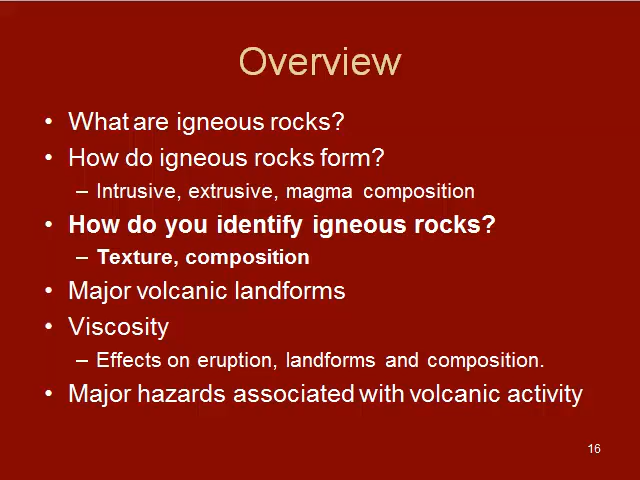 Overview
• What are igneous rocks?
• How do igneous rocks form?
– Intrusive, extrusive, magma composition
• How do you identify igneous rocks?
– Texture, composition
• Major volcanic landforms
• Viscosity
– Effects on eruption, landforms and composition.
• Major hazards associated with volcanic activity
16